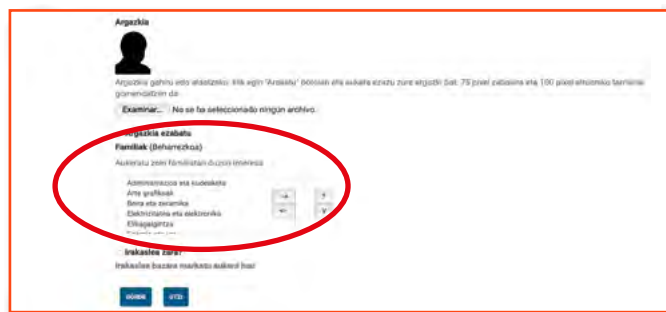 Argazkia
Argazkia gehitu edo aldatzeko: klik egin "Arakatu" botoian eta aukera ezazu zure argazki bat. 75 pixel zabalera eta 100 pixel altuerako tamaina
gomendatzen da
Examinar... No se ha seleccionado ningún archivo.
Argazkia ezabatu
Familiak (Beharrezkoa)
Aukeratu zein familiatan duzun interesa
Administrazioa eta kudeaketa
Arte grafikoak
Beira eta zeramika
Elektrizitatea eta elektronika
Elikagaigintza
Irakaslea zara?
Irakaslea bazara markatu aukera hau
GORDE UTZI